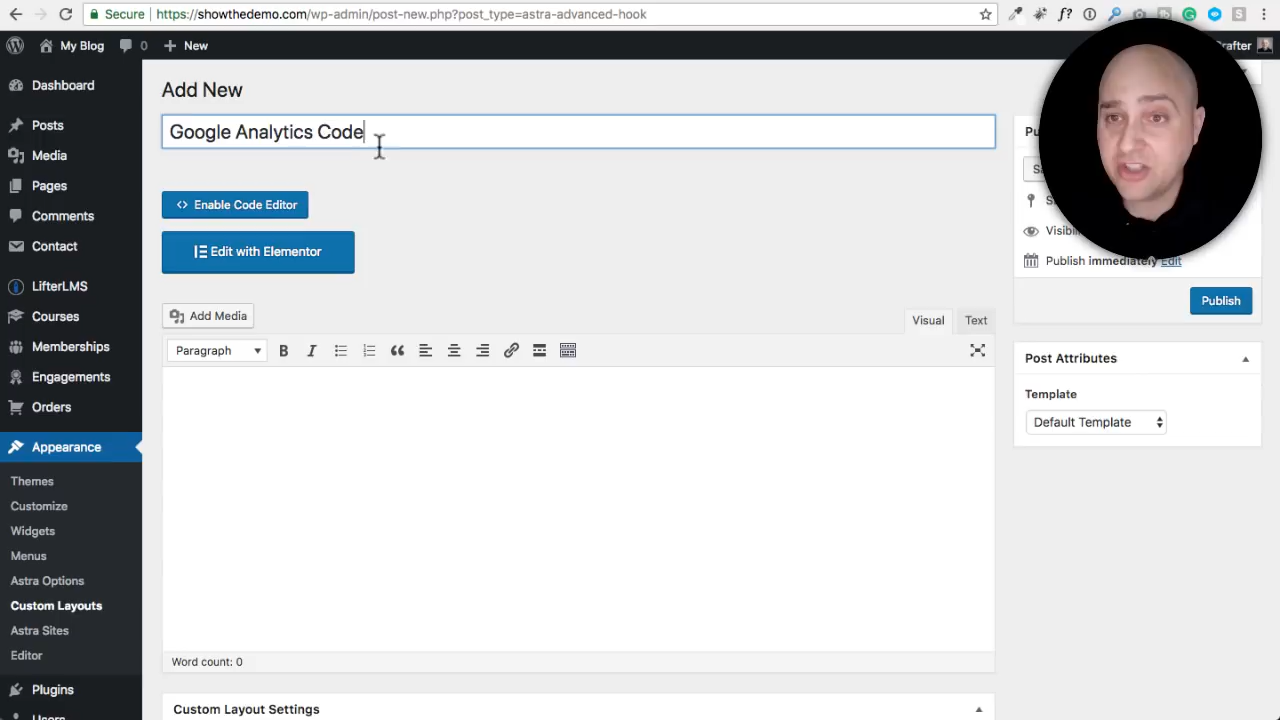 Secure https://showthedemo.com/wp-admin/post-new.php?post_type=astra-advanced-hook
My Blog 0 New
rafter
Dashboard
Posts
Media
Pages
Comments
Contact
LifterLMS
Courses
Memberships
Engagements
Orders
Appearance
Themes
Customize
Widgets
Menus
Astra Options
Custom Layouts
Astra Sites
Editor
Plugins
Add New
Google Analytics Code
Enable Code Editor
Edit with Elementor
Add Media
Visual Text
Paragraph B I
Word count: 0
Custom Layout Settings
Publish immediately Edit
Publish
Post Attributes
Template
Default Template